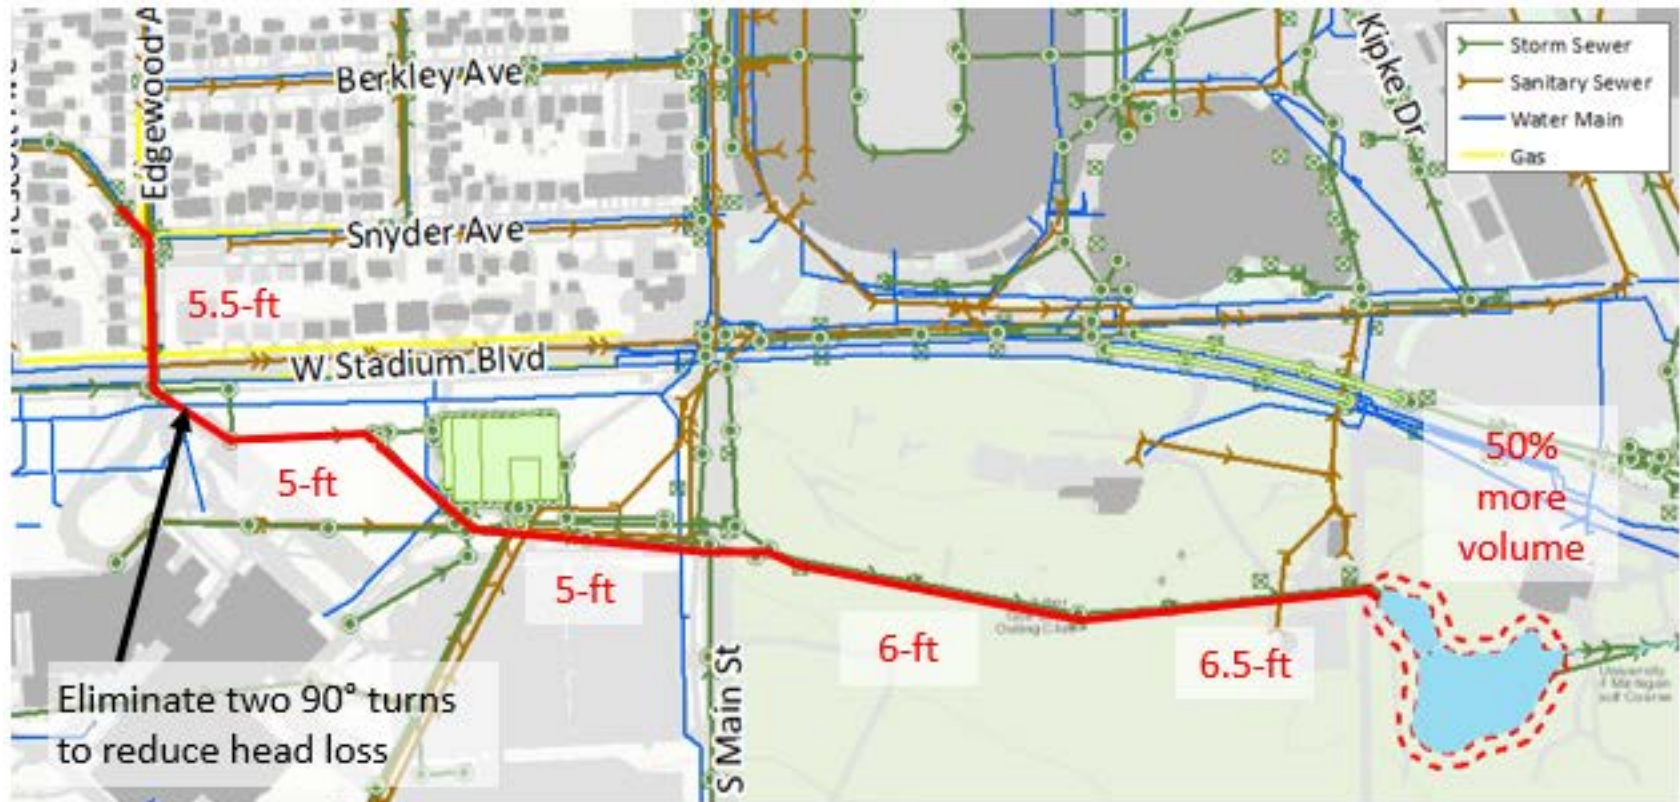 Edgewood A
Berkley Ave
Kipke Dr
Storm Sewer
Sanitary Sewer
Water Main
Gas
Snyder Ave
5.5-ft
W Stadium Blvd
50%
more
volume
5-ft
5-ft
6-ft
6.5-ft
S Main St
University
Eliminate two 90° turns
to reduce head loss